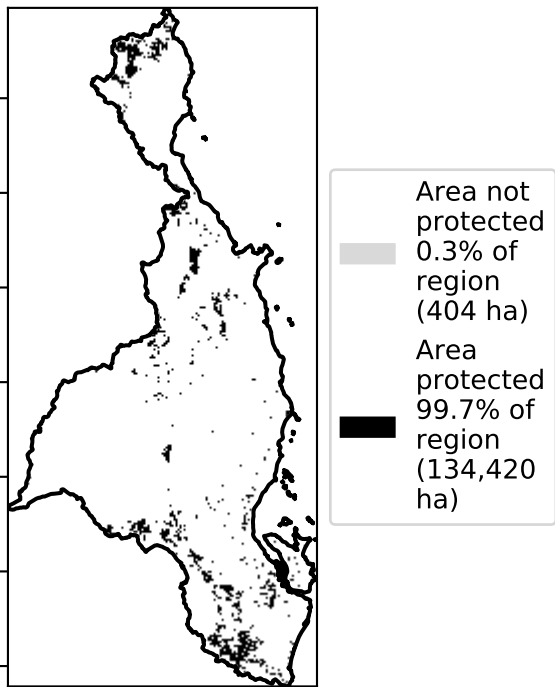 Area not
protected
0.3% of
region
(404 ha)
Area
protected
99.7% of
region
(134,420
ha)